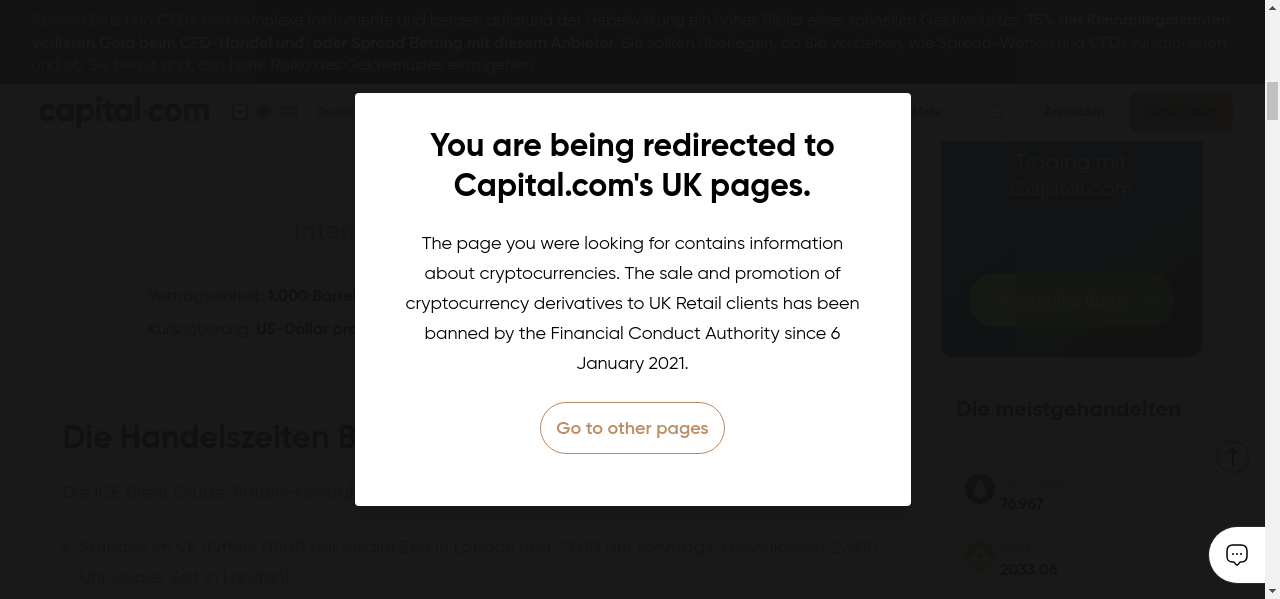 Spread Bets und CFDs sind komplexe Instrumente und bergen aufgrund der Hebelwirkung ein hohes Risiko eines schnellen Geldverlustes. 75% der Kleinanlegerkonten
verlieren Geld beim CFD-Handel und/oder Spread Betting mit diesem Anbieter. Sie sollten überlegen, ob Sie verstehen, wie Spread-Wetten und CFDs funktionieren
und ob Sie bereit sind, das hohe Risiko des Geldverlustes einzugehen.
capital.com GB Mehr Anmelden
You are being redirected to
Capital.com's UK pages.
The page you were looking for contains information
about cryptocurrencies. The sale and promotion of
cryptocurrency derivatives to UK Retail clients has been
banned by the Financial Conduct Authority since 6
January 2021.
Go to other pages
Trading mit
Capital.com
Kostenlos üben
Vertragseinheit: 1,000
Kursnotierung: US-Dollar
Die Handelszeiten
Die ICE Brent Crude-Future
Stunden im VK (Offen: 01:00 Uhr lokaler Zeit in London und 23:00 Uhr sonntags. Geschlossen: 23:00
Uhr lokaler Zeit in London)
Die meistgehandelten
76.967
2033.06